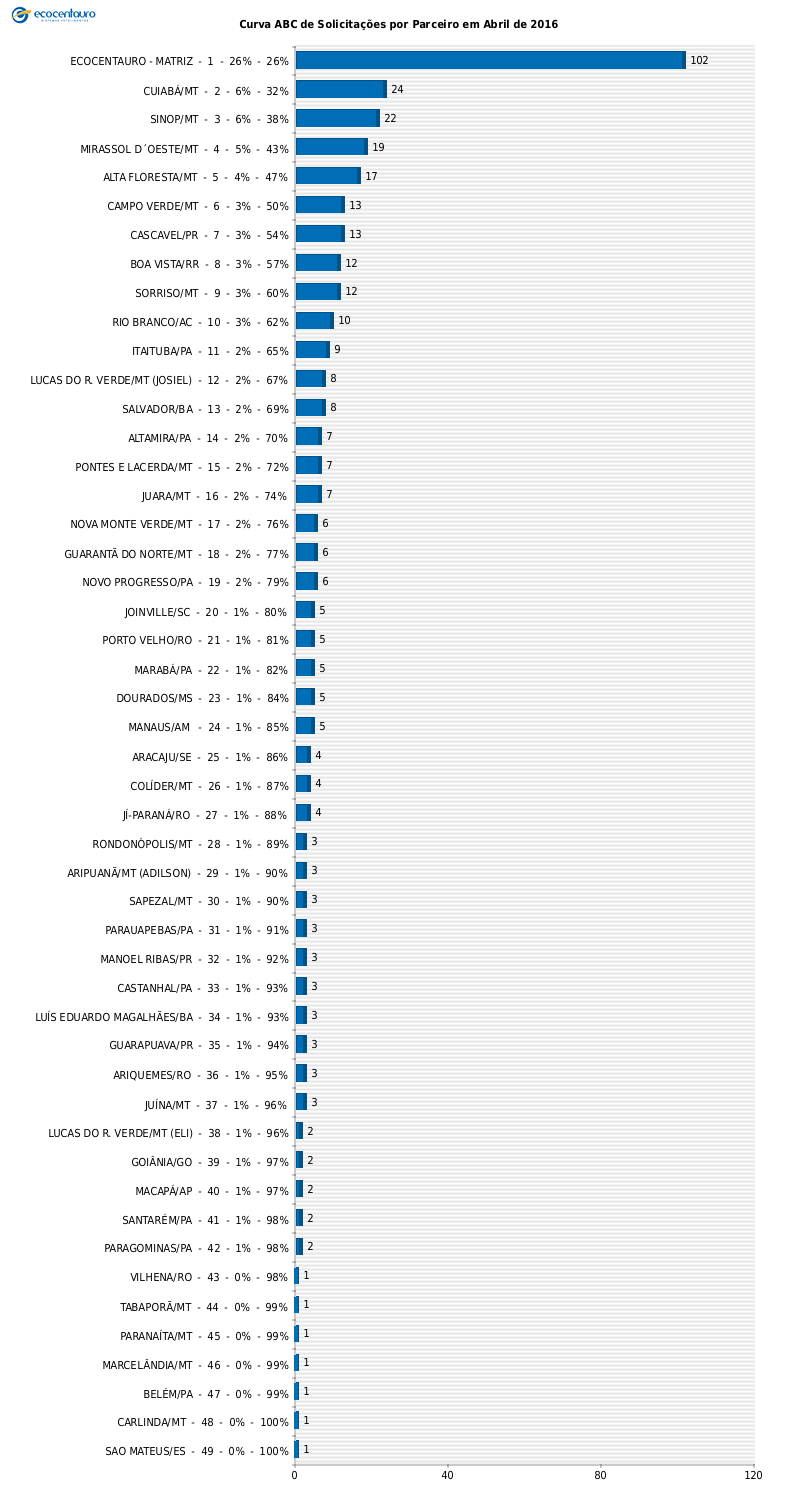 ecocentauro
Curva ABC de Solicitações por Parceiro em Abril de 2016
ECOCENTAURO - MATRIZ - 1 - 26% - 26% 102
CUIABÁ/MT - 2 - 6% - 32% 24
SINOP/MT - 3 - 6% - 38% 22
MIRASSOL D´OESTE/MT - 4 - 5% - 43% 19
ALTA FLORESTA/MT - 5 - 4% - 47% 17
CAMPO VERDE/MT - 6 - 3% - 50% 13
CASCAVEL/PR - 7 - 3% - 54% 13
BOA VISTA/RR - 8 - 3% - 57% 12
SORRISO/MT - 9 - 3% - 60% 12
RIO BRANCO/AC - 10 - 3% - 62% 10
ITAITUBA/PA - 11 - 2% - 65% 9
LUCAS DO R. VERDE/MT (JOSIEL) - 12 - 2% - 67% 8
SALVADOR/BA - 13 - 2% - 69% 8
ALTAMIRA/PA - 14 - 2% - 70% 7
PONTES E LACERDA/MT - 15 - 2% - 72% 7
JUARA/MT - 16 - 2% - 74% 7
NOVA MONTE VERDE/MT - 17 - 2% - 76% 6
GUARANTÃ DO NORTE/MT - 18 - 2% - 77% 6
NOVO PROGRESSO/PA - 19 - 2% - 79% 6
JOINVILLE/SC - 20 - 1% - 80% 5
PORTO VELHO/RO - 21 - 1% - 81% 5
MARABÁ/PA - 22 - 1% - 82% 5
DOURADOS/MS - 23 - 1% - 84% 5
MANAUS/AM - 24 - 1% - 85% 5
ARACAJU/SE - 25 - 1% - 86% 4
COLÍDER/MT - 26 - 1% - 87% 4
JÍ-PARANÁ/RO - 27 - 1% - 88% 4
RONDONÓPOLIS/MT - 28 - 1% - 89% 3
ARIPUANÃ/MT (ADILSON) - 29 - 1% - 90% 3
SAPEZAL/MT - 30 - 1% - 90% 3
PARAUAPEBAS/PA - 31 - 1% - 91% 3
MANOEL RIBAS/PR - 32 - 1% - 92% 3
CASTANHAL/PA - 33 - 1% - 93% 3
LUÍS EDUARDO MAGALHÃES/BA - 34 - 1% - 93% 3
GUARAPUAVA/PR - 35 - 1% - 94% 3
ARIQUEMES/RO - 36 - 1% - 95% 3
JUÍNA/MT - 37 - 1% - 96% 3
LUCAS DO R. VERDE/MT (ELI) - 38 - 1% - 96% 2
GOIÂNIA/GO - 39 - 1% - 97% 2
MACAPÁ/AP - 40 - 1% - 97% 2
SANTARÉM/PA - 41 - 1% - 98% 2
PARAGOMINAS/PA - 42 - 1% - 98% 2
VILHENA/RO - 43 - 0% - 98% 1
TABAPORÃ/MT - 44 - 0% - 99% 1
PARANAÍTA/MT - 45 - 0% - 99% 1
MARCELÂNDIA/MT - 46 - 0% - 99% 1
BELÉM/PA - 47 - 0% - 99% 1
CARLINDA/MT - 48 - 0% - 100% 1
SAO MATEUS/ES - 49 - 0% - 100% 1
0 40 80 120